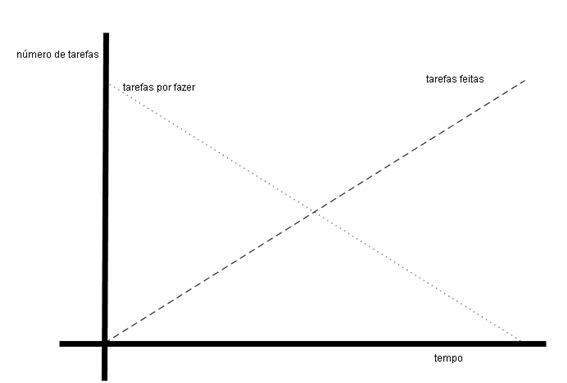 número de tarefas
tarefas por fazer
tarefas feitas
tempo